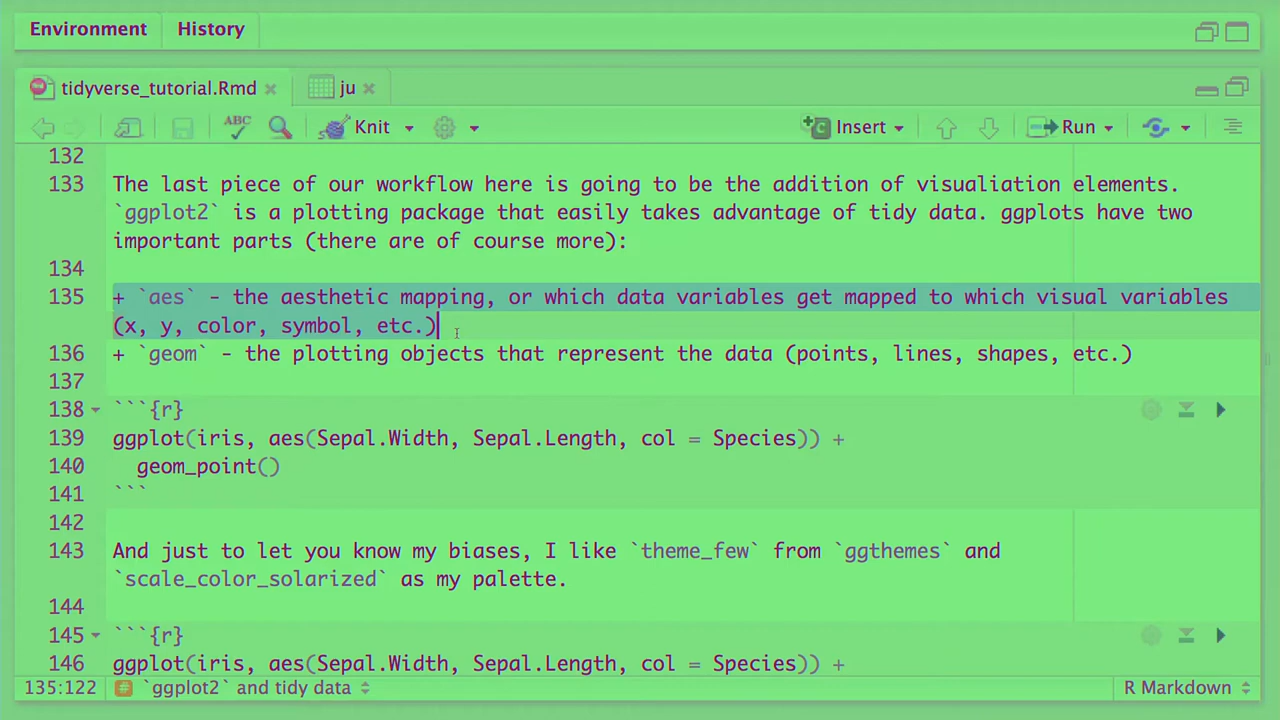 Environment History
tidyverse_tutorial.Rmd ju
ABC Knit Insert Run
132
133 The last piece of our workflow here is going to be the addition of visualiation elements.
`ggplot2` is a plotting package that easily takes advantage of tidy data. ggplots have two
important parts (there are of course more):
134
135 + `aes` - the aesthetic mapping, or which data variables get mapped to which visual variables
(x, y, color, symbol, etc.)
136 + `geom` - the plotting objects that represent the data (points, lines, shapes, etc.)
137
138 ```{r}
139 ggplot(iris, aes(Sepal.Width, Sepal.Length, col = Species)) +
140 geom_point()
141 ```
142
143 And just to let you know my biases, I like `theme_few` from `ggthemes` and
`scale_color_solarized` as my palette.
144
145 ```{r}
146 ggplot(iris, aes(Sepal.Width, Sepal.Length, col = Species)) +
135:122 # `ggplot2` and tidy data R Markdown